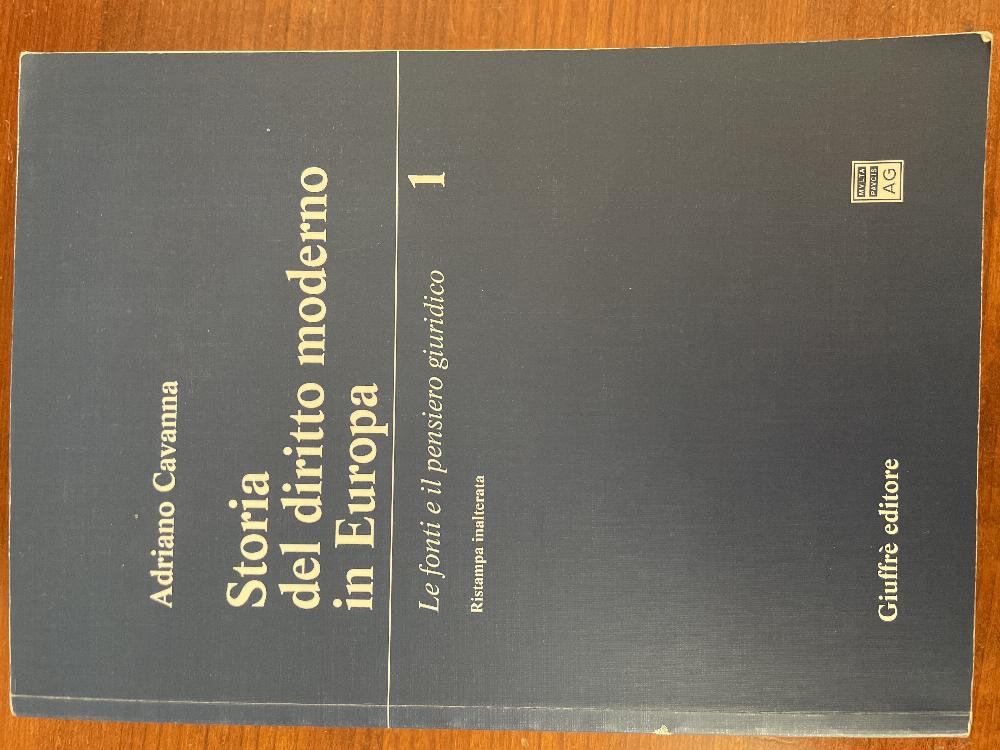 Adriano Cavanna
Storia
del diritto moderno
in Europa
Le fonti e il pensiero giuridico 1
Ristampa inalterata
Giuffrè editore
MVLTA
PAVCIS
AG